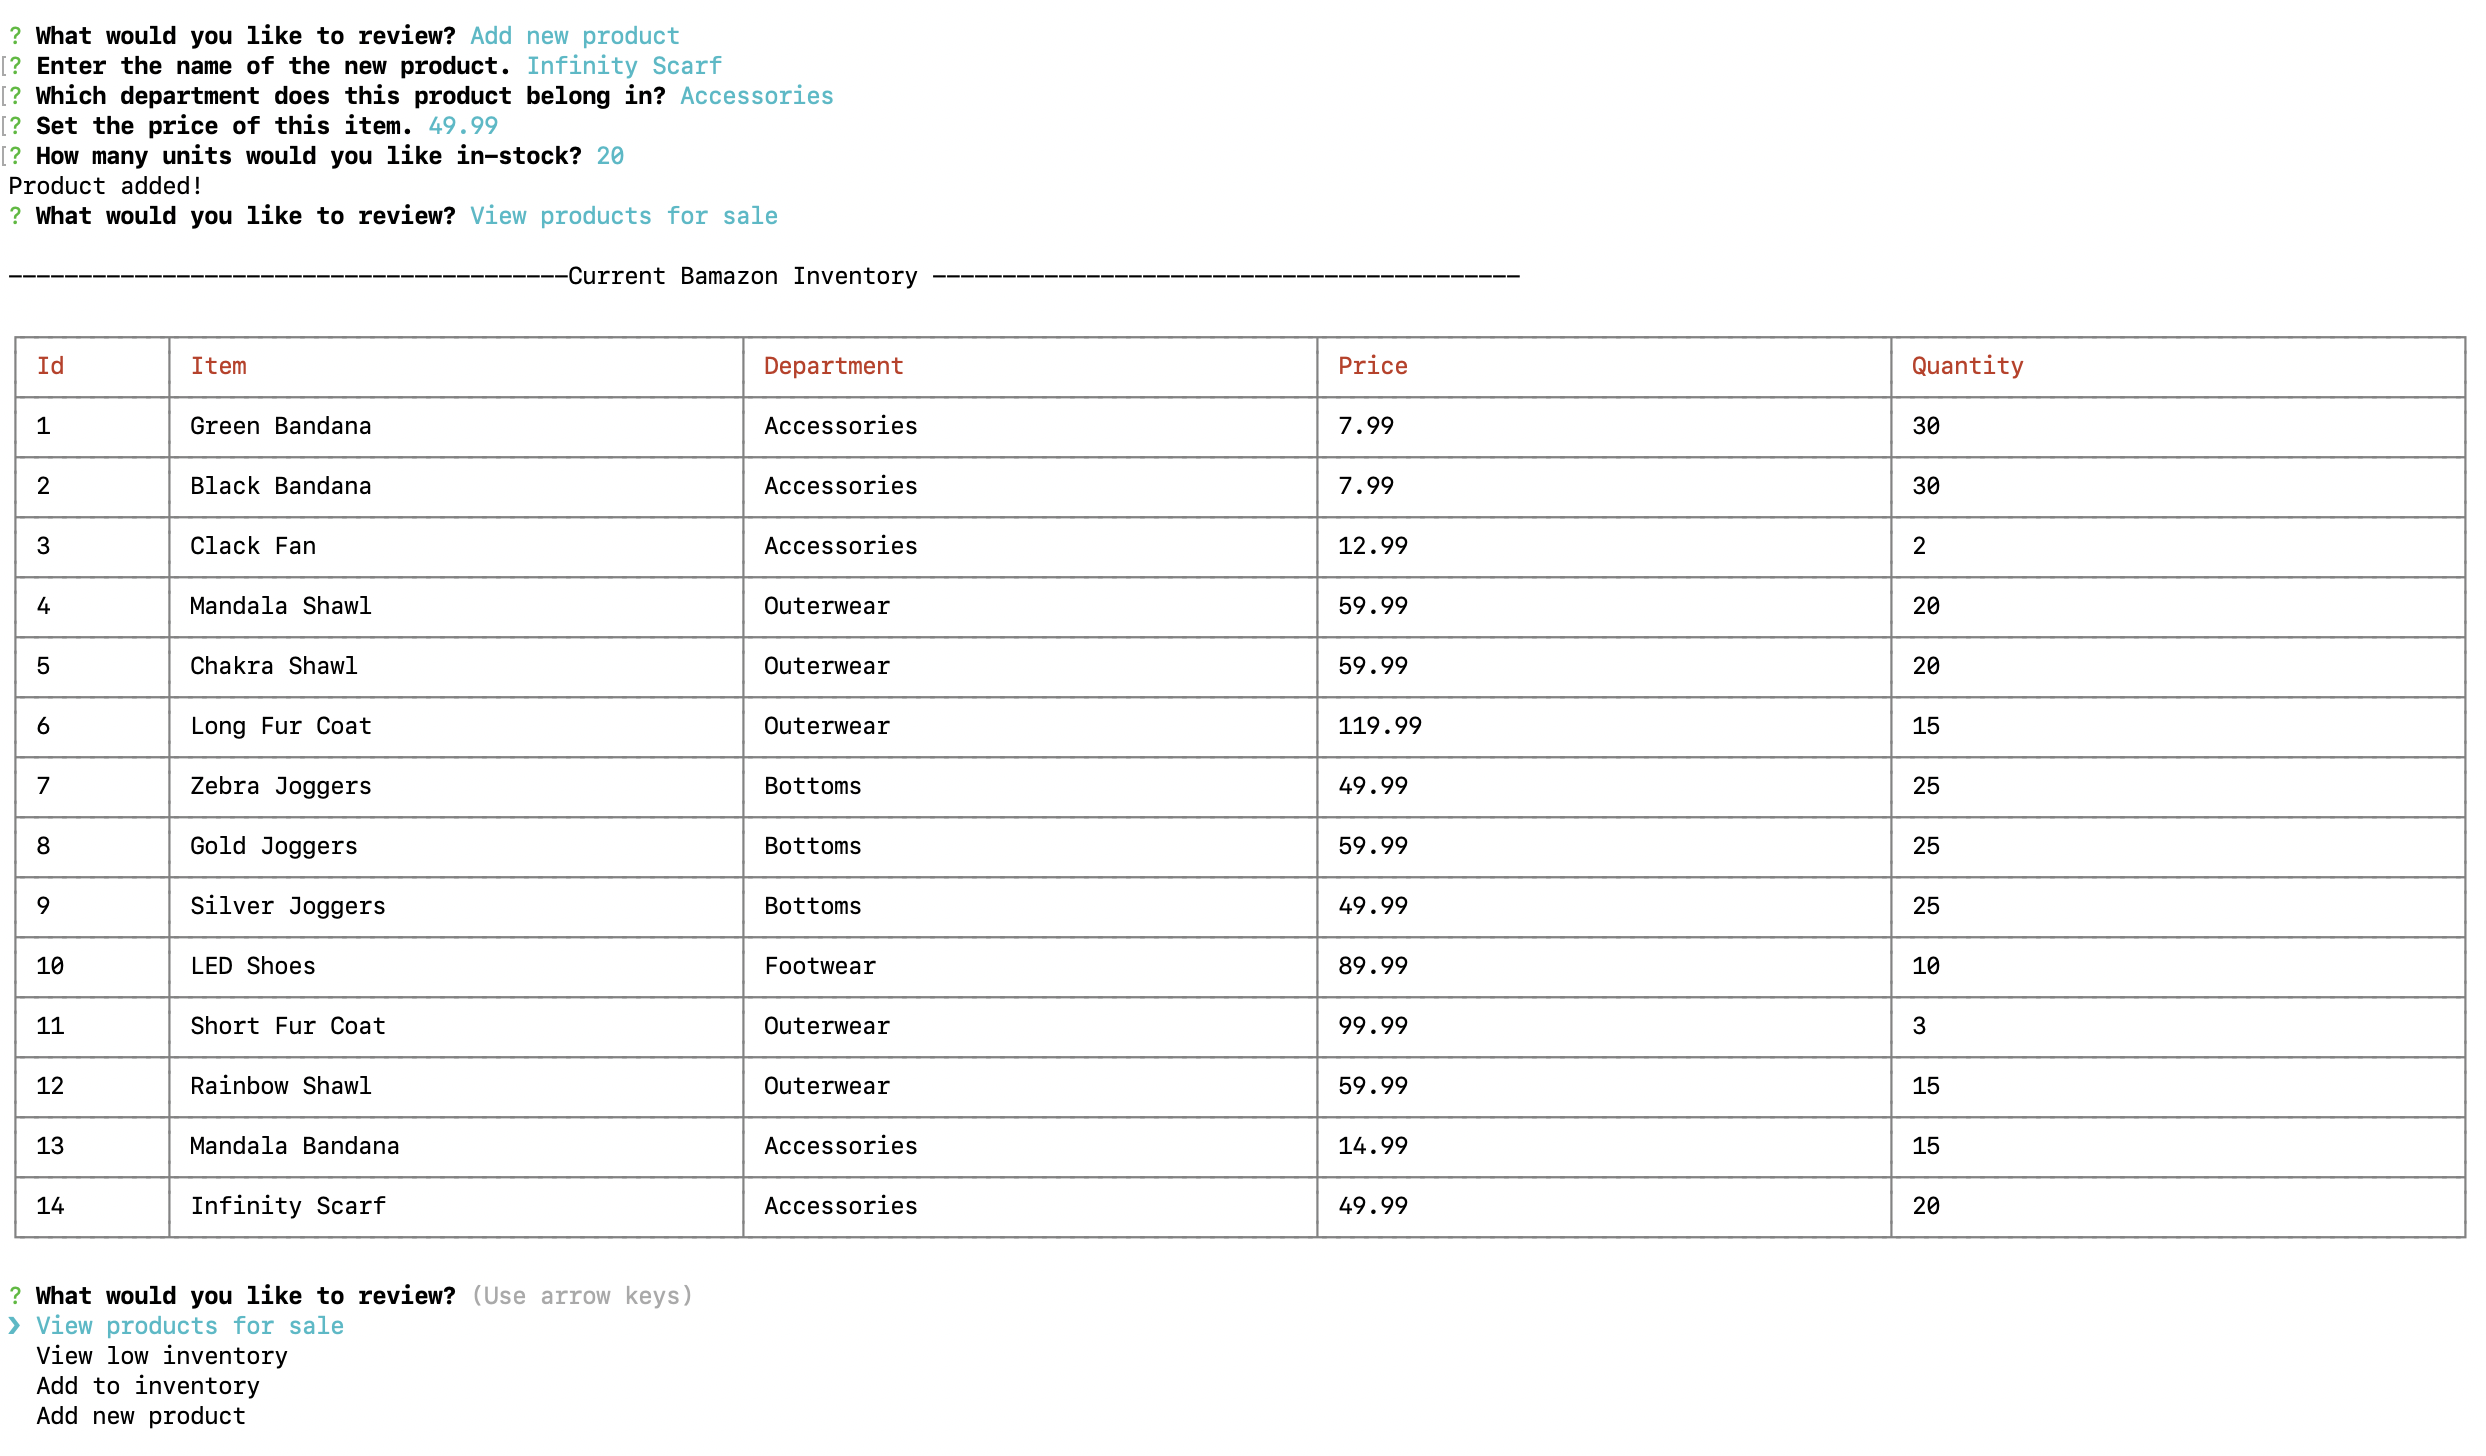 ? What would you like to review? Add new product
[? Enter the name of the new product. Infinity Scarf
[? Which department does this product belong in? Accessories
[? Set the price of this item. 49.99
[? How many units would you like in-stock? 20
Product added!
? What would you like to review? View products for sale
----------------------------------------Current Bamazon Inventory ------------------------------------------
Id Item Department Price Quantity
1 Green Bandana Accessories 7.99 30
2 Black Bandana Accessories 7.99 30
3 Clack Fan Accessories 12.99 2
4 Mandala Shawl Outerwear 59.99 20
5 Chakra Shawl Outerwear 59.99 20
6 Long Fur Coat Outerwear 119.99 15
7 Zebra Joggers Bottoms 49.99 25
8 Gold Joggers Bottoms 59.99 25
9 Silver Joggers Bottoms 49.99 25
10 LED Shoes Footwear 89.99 10
11 Short Fur Coat Outerwear 99.99 3
12 Rainbow Shawl Outerwear 59.99 15
13 Mandala Bandana Accessories 14.99 15
14 Infinity Scarf Accessories 49.99 20
? What would you like to review? (Use arrow keys)
❯ View products for sale
View low inventory
Add to inventory
Add new product